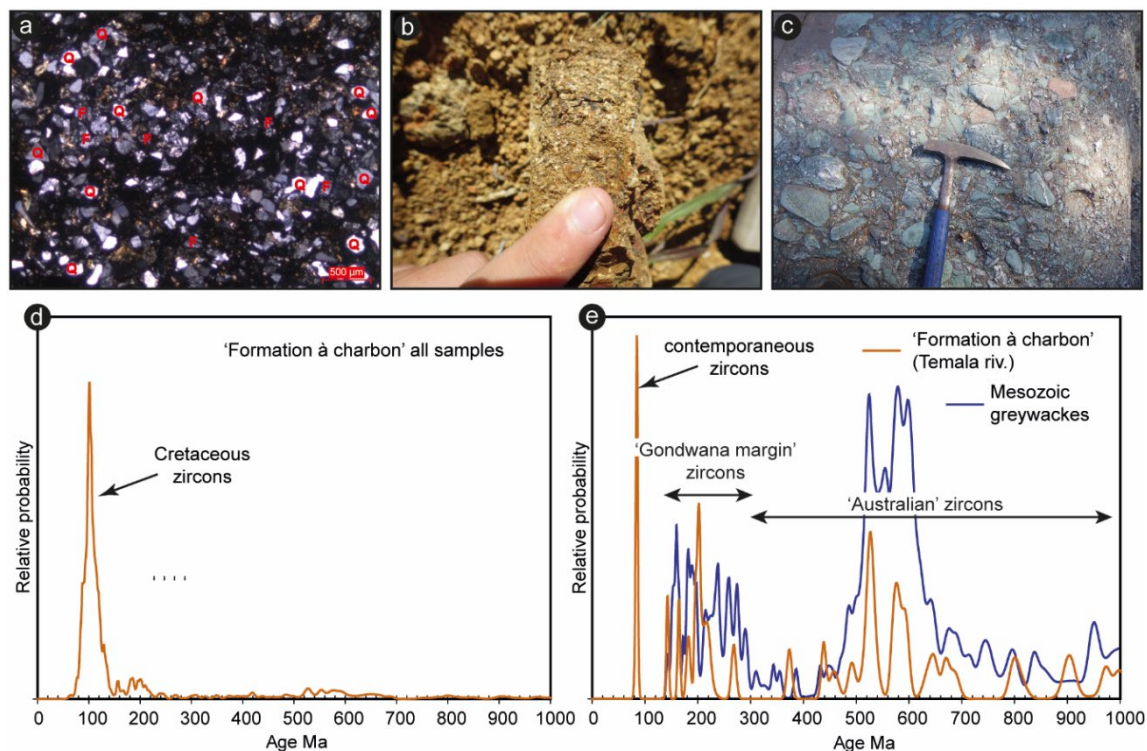 a
Q
Q
Q
Q
Q
F
Q
F
F
F
Q
Q
Q
Q
F
Q
F
Q
Q
500 µm
b
c
d
'Formation à charbon' all samples
Cretaceous
zircons
Relative probability
0 100 200 300 400 500 600 700 800 900 1000
Age Ma
e
contemporaneous
zircons
'Formation à charbon'
(Temala riv.)
Mesozoic
greywackes
'Gondwana margin'
zircons
'Australian' zircons
Relative probability
0 100 200 300 400 500 600 700 800 900 1000
Age Ma